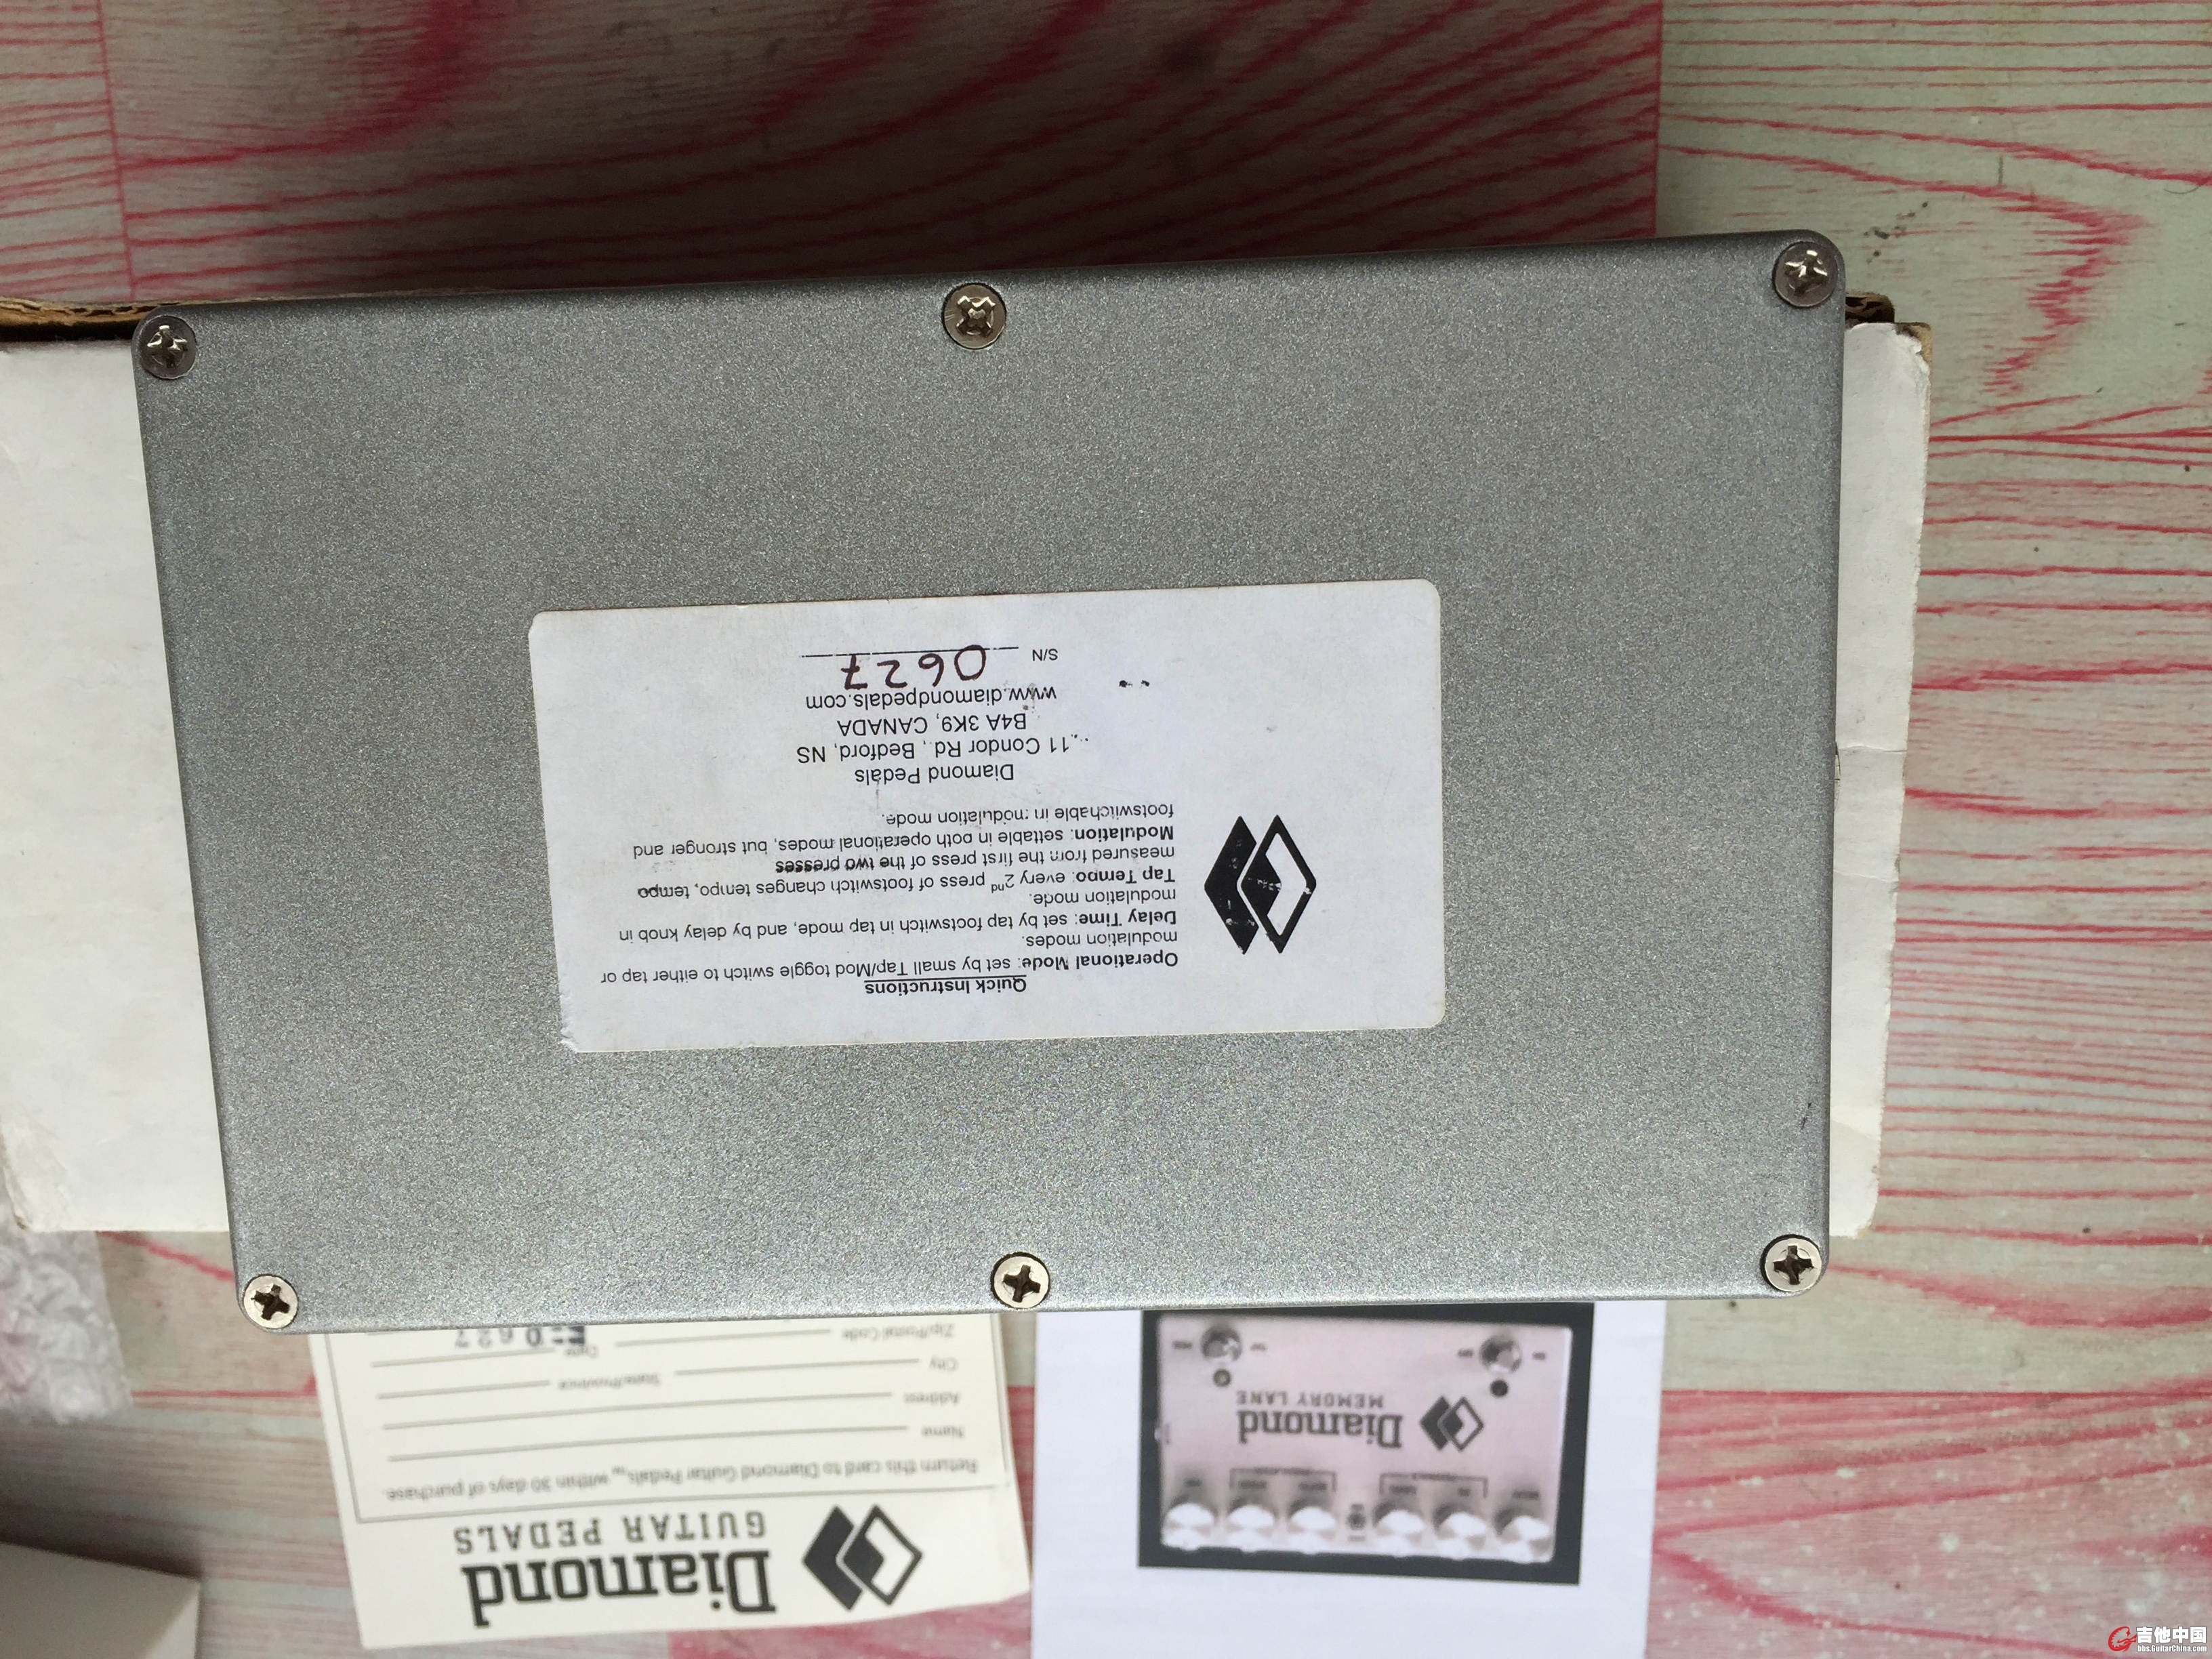 Quick Instructions
Operational Mode: set by small Tap/Mod toggle switch to either tap or
modulation modes.
Delay Time: set by tap footswitch in tap mode, and by delay knob in
modulation mode.
Tap Tempo: every 2nd press of footswitch changes tempo, tempo
measured from the first press of the two presses
Modulation: settable in both operational modes, but stronger and
footswitchable in modulation mode.
Diamond Pedals
11 Condor Rd., Bedford, NS
B4A 3K9, CANADA
www.diamondpedals.com
S/N 0627
Diamond
GUITAR PEDALS
Return this card to Diamond Guitar Pedals, within 30 days of purchase.
Name
Address
City State/Province
Zip/Postal Code Date
0627
Diamond
MEMORY LANE
吉他中国
bbs.GuitarChina.com